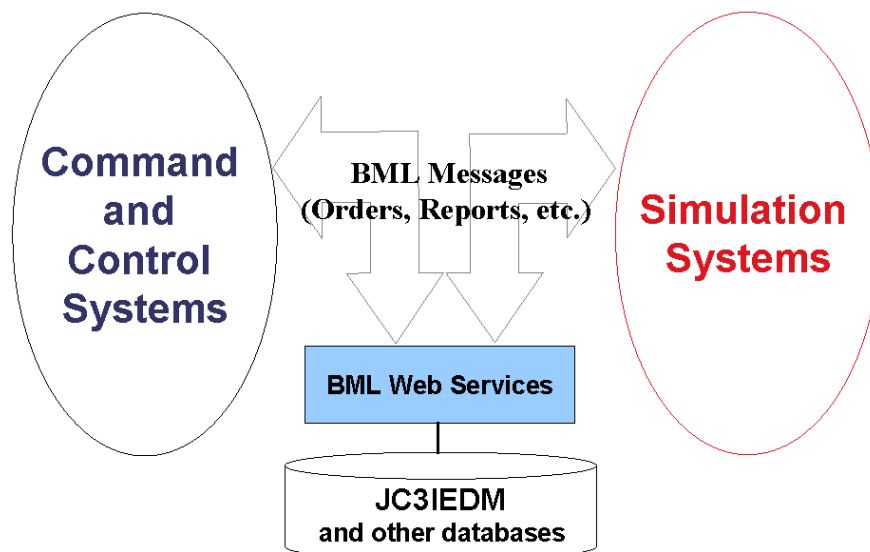 Command
and
Control
Systems
BML Messages
(Orders, Reports, etc.)
Simulation
Systems
BML Web Services
JC3IEDM
and other databases